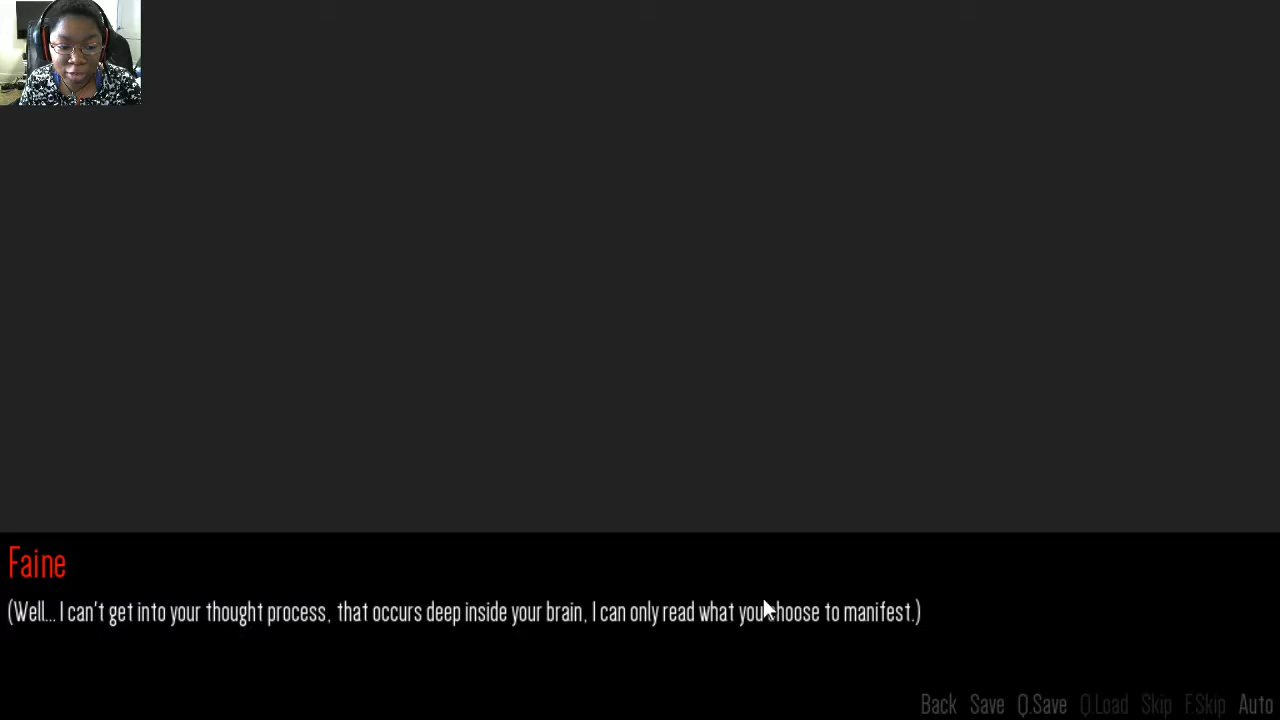 Faine
(Well... I can't get into your thought process, that occurs deep inside your brain, I can only read what you choose to manifest.)
Back Save Q.Save Q.Load Skip F.Skip Auto